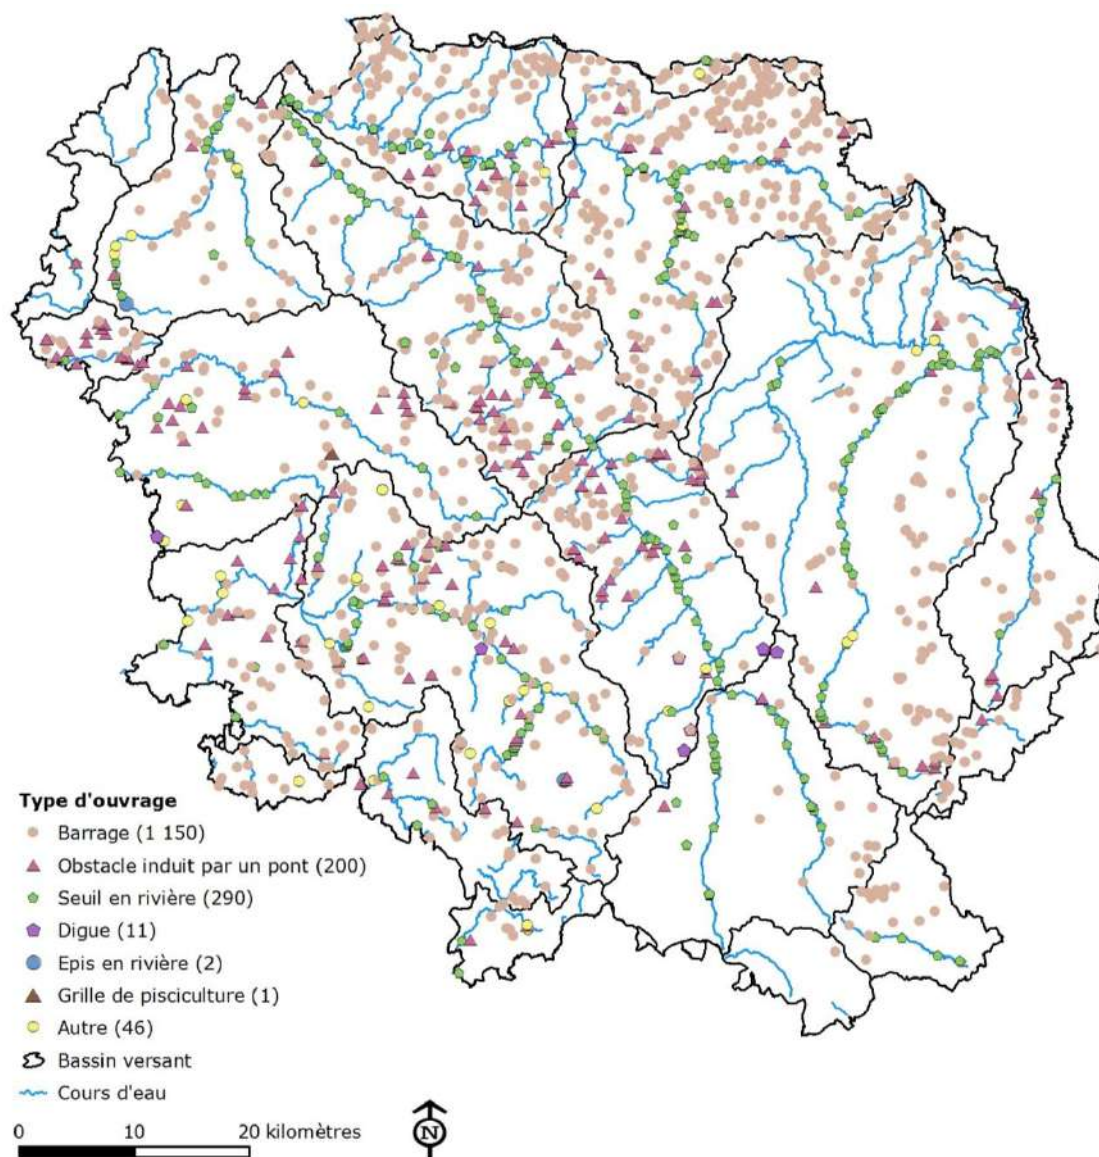 Type d'ouvrage
Barrage (1 150)
Obstacle induit par un pont (200)
Seuil en rivière (290)
Digue (11)
Epis en rivière (2)
Grille de pisciculture (1)
Autre (46)
Bassin versant
Cours d'eau
0 10 20 kilomètres
N